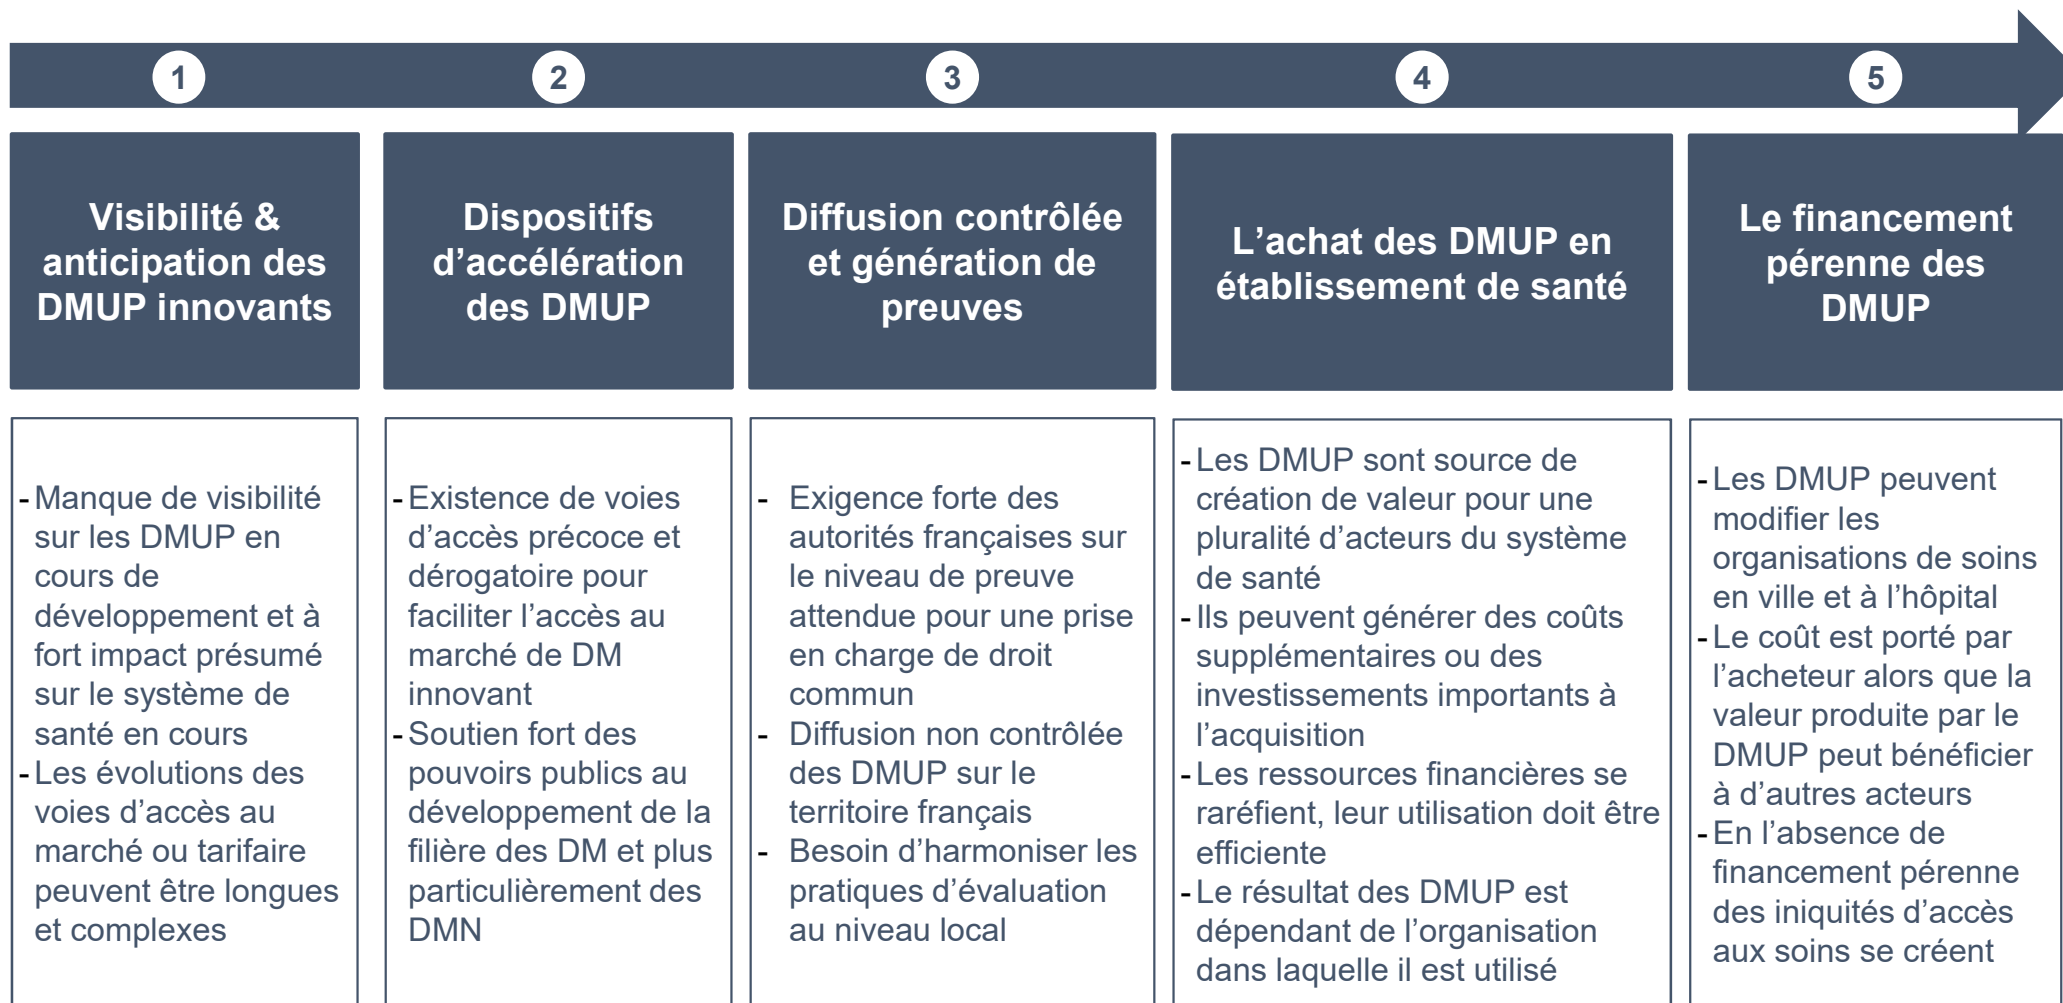 1
2
3
4
5
Visibilité &
anticipation des
DMUP innovants
Dispositifs
d’accélération
des DMUP
Diffusion contrôlée
et génération de
preuves
L’achat des DMUP en
établissement de santé
Le financement
pérenne des
DMUP
- Manque de visibilité
sur les DMUP en
cours de
développement et à
fort impact présumé
sur le système de
santé en cours
- Les évolutions des
voies d’accès au
marché ou tarifaire
peuvent être longues
et complexes
- Existence de voies
d’accès précoce et
dérogatoire pour
faciliter l’accès au
marché de DM
innovant
- Soutien fort des
pouvoirs publics au
développement de la
filière des DM et plus
particulièrement des
DMN
- Exigence forte des
autorités françaises sur
le niveau de preuve
attendue pour une prise
en charge de droit
commun
- Diffusion non contrôlée
des DMUP sur le
territoire français
- Besoin d’harmoniser les
pratiques d’évaluation
au niveau local
- Les DMUP sont source de
création de valeur pour une
pluralité d’acteurs du système
de santé
- Ils peuvent générer des coûts
supplémentaires ou des
investissements importants à
l’acquisition
- Les ressources financières se
raréfient, leur utilisation doit être
efficiente
- Le résultat des DMUP est
dépendant de l’organisation
dans laquelle il est utilisé
- Les DMUP peuvent
modifier les
organisations de soins
en ville et à l’hôpital
- Le coût est porté par
l’acheteur alors que la
valeur produite par le
DMUP peut bénéficier
à d’autres acteurs
- En l’absence de
financement pérenne
des iniquités d’accès
aux soins se créent